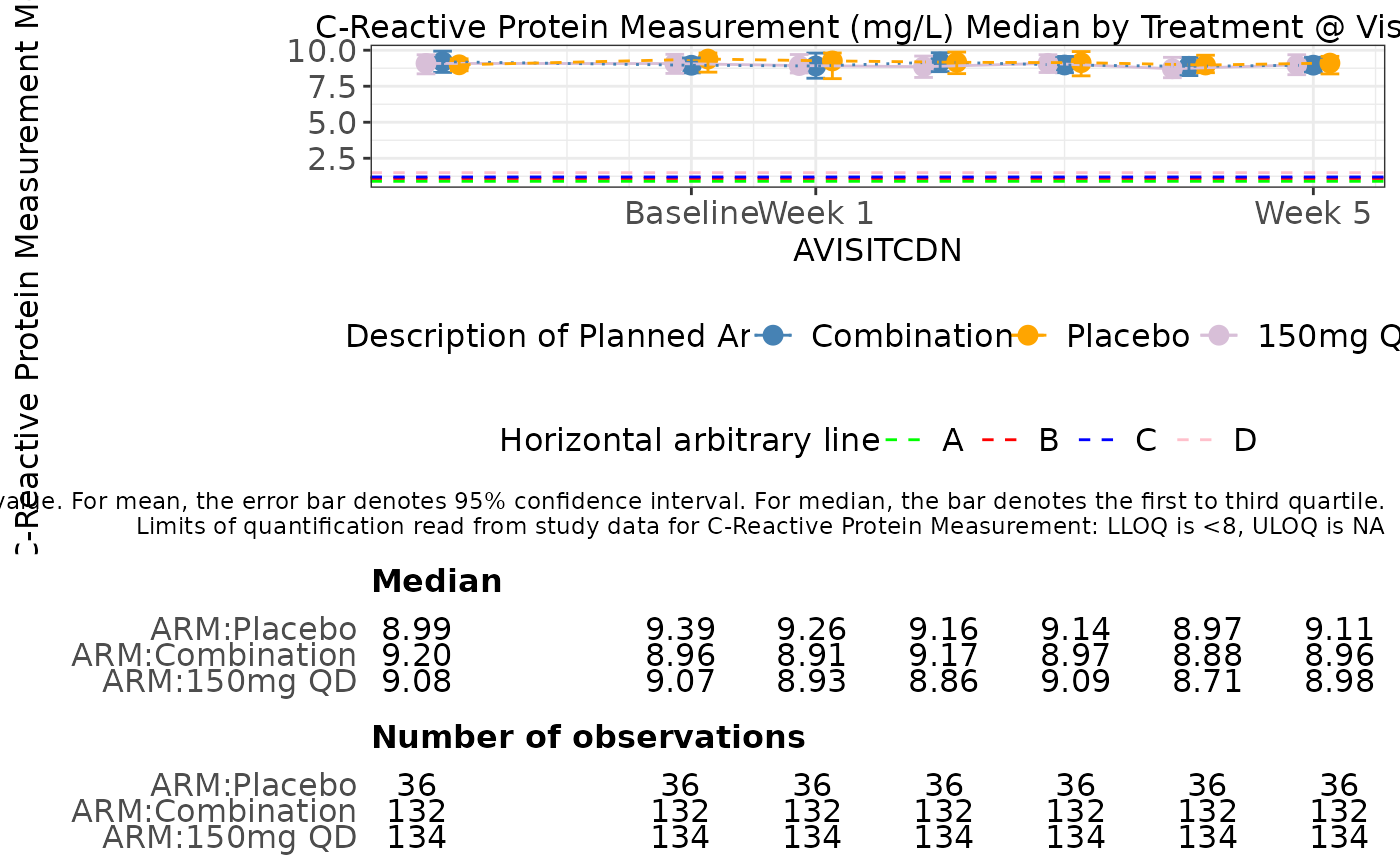 C-Reactive Protein Measurement (mg/L) Median by Treatment @ Vis
C-Reactive Protein Measurement M
10.0
7.5
5.0
2.5
Baseline Week 1 Week 5
AVISITCDN
Description of Planned Ar Combination Placebo 150mg Q
Horizontal arbitrary line A B C D
For mean, the error bar denotes 95% confidence interval. For median, the bar denotes the first to third quartile.
Limits of quantification read from study data for C-Reactive Protein Measurement: LLOQ is <8, ULOQ is NA
Median
ARM:Placebo 8.99 9.39 9.26 9.16 9.14 8.97 9.11
ARM:Combination 9.20 8.96 8.91 9.17 8.97 8.88 8.96
ARM:150mg QD 9.08 9.07 8.93 8.86 9.09 8.71 8.98
Number of observations
ARM:Placebo 36 36 36 36 36 36 36
ARM:Combination 132 132 132 132 132 132 132
ARM:150mg QD 134 134 134 134 134 134 134